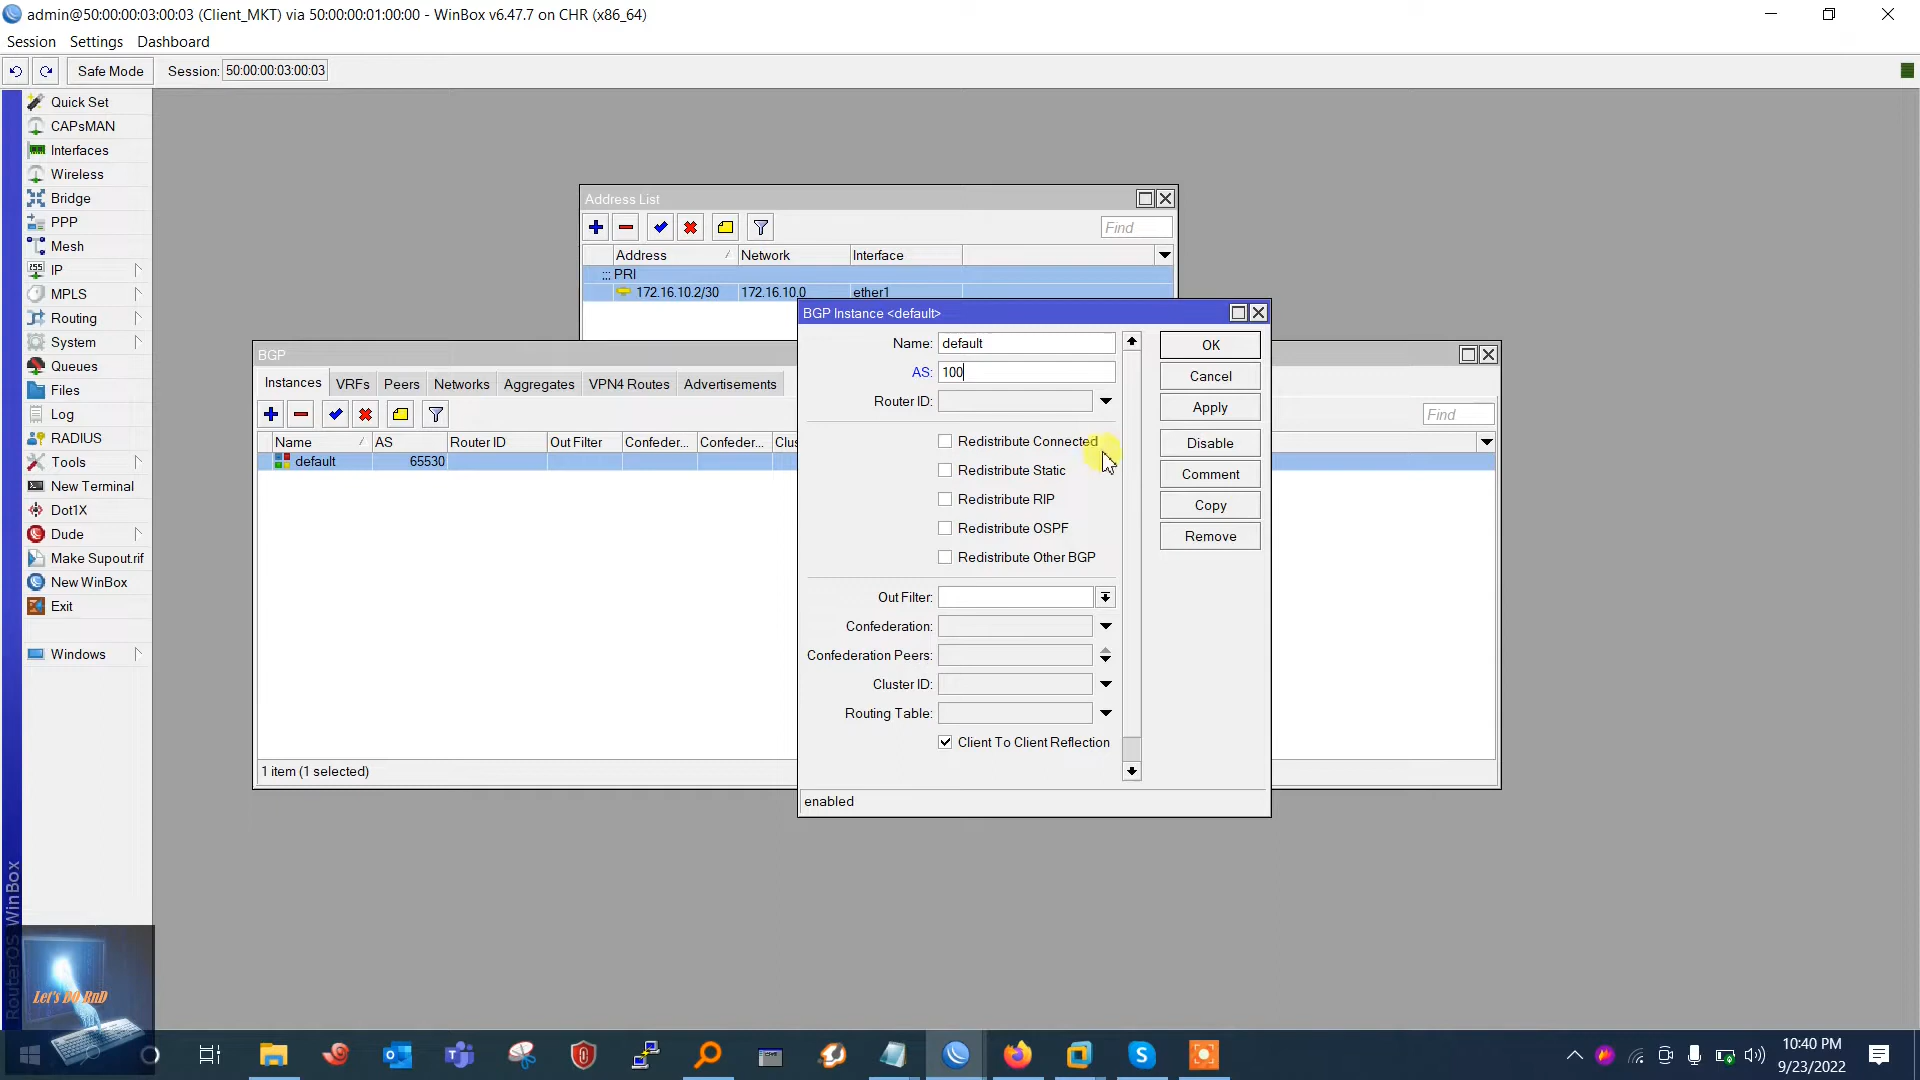 admin@50:00:00:03:00:03 (Client_MKT) via 50:00:00:01:00:00 - WinBox v6.47.7 on CHR (x86_64)
Session Settings Dashboard
Safe Mode Session: 50:00:00:03:00:03
Quick Set
CAPsMAN
Interfaces
Wireless
Bridge
PPP
Mesh
IP
MPLS
Routing
System
Queues
Files
Log
RADIUS
Tools
New Terminal
Dot1X
Dude
Make Supout.rif
New WinBox
Exit
Windows
RouterOS WinBox
Let's DO RnD
Address List
Find
Address Network Interface
::: PRI
172.16.10.2/30 172.16.10.0 ether1
BGP
Instances VRFs Peers Networks Aggregates VPN4 Routes Advertisements
Find
Name AS Router ID Out Filter Confeder... Confeder... Clus
default 65530
1 item (1 selected)
BGP Instance <default>
Name: default
AS: 100
Router ID:
Redistribute Connected
Redistribute Static
Redistribute RIP
Redistribute OSPF
Redistribute Other BGP
Out Filter:
Confederation:
Confederation Peers:
Cluster ID:
Routing Table:
Client To Client Reflection
enabled
OK
Cancel
Apply
Disable
Comment
Copy
Remove
10:40 PM
9/23/2022